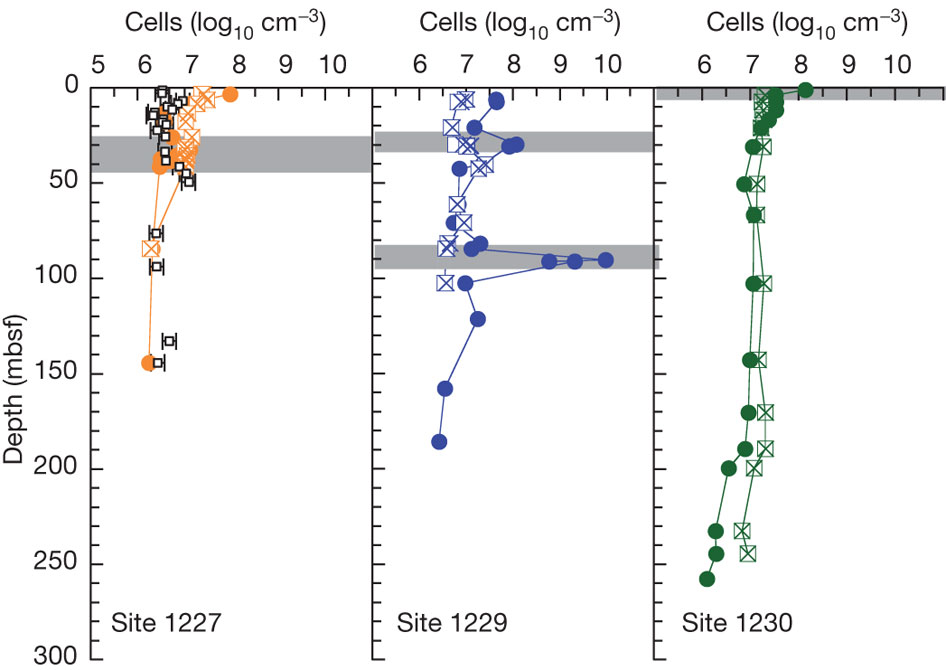 Cells (log10 cm–3) Cells (log10 cm–3) Cells (log10 cm–3)
5 6 7 8 9 10 6 7 8 9 10 6 7 8 9 10
0
50
100
150
200
250
300
Depth (mbsf)
Site 1227 Site 1229 Site 1230